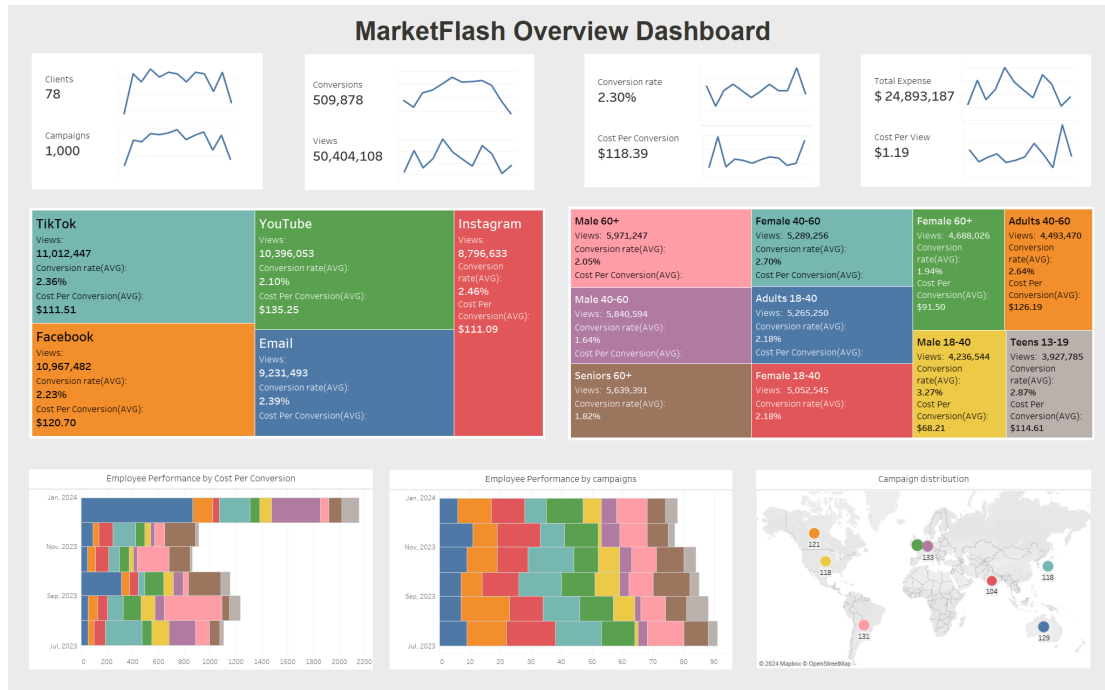 MarketFlash Overview Dashboard
Clients
78
Campaigns
1,000
Conversions
509,878
Views
50,404,108
Conversion rate
2.30%
Cost Per Conversion
$118.39
Total Expense
$ 24,893,187
Cost Per View
$1.19
TikTok
Views:
11,012,447
Conversion rate(AVG):
2.36%
Cost Per Conversion(AVG):
$111.51
Facebook
Views:
10,967,482
Conversion rate(AVG):
2.23%
Cost Per Conversion(AVG):
$120.70
YouTube
Views:
10,396,053
Conversion rate(AVG):
2.10%
Cost Per Conversion(AVG):
$135.25
Email
Views:
9,231,493
Conversion rate(AVG):
2.39%
Cost Per Conversion(AVG):
Instagram
Views:
8,796,633
Conversion
rate(AVG):
2.46%
Cost Per
Conversion(AVG):
$111.09
Male 60+
Views: 5,971,247
Conversion rate(AVG):
2.05%
Cost Per Conversion(AVG):
Male 40-60
Views: 5,840,594
Conversion rate(AVG):
1.64%
Cost Per Conversion(AVG):
Seniors 60+
Views: 5,639,391
Conversion rate(AVG):
1.82%
Female 40-60
Views: 5,289,256
Conversion rate(AVG):
2.70%
Cost Per Conversion(AVG):
Adults 18-40
Views: 5,265,250
Conversion rate(AVG):
2.18%
Cost Per Conversion(AVG):
Female 18-40
Views: 5,052,545
Conversion rate(AVG):
2.18%
Female 60+
Views: 4,688,026
Conversion
rate(AVG):
1.94%
Cost Per
Conversion(AVG):
$91.50
Adults 40-60
Views: 4,493,470
Conversion
rate(AVG):
2.64%
Cost Per
Conversion(AVG):
$126.19
Male 18-40
Views: 4,236,544
Conversion
rate(AVG):
3.27%
Cost Per
Conversion(AVG):
$68.21
Teens 13-19
Views: 3,927,785
Conversion
rate(AVG):
2.87%
Cost Per
Conversion(AVG):
$114.61
Employee Performance by Cost Per Conversion
Jan, 2024
Nov, 2023
Sep, 2023
Jul, 2023
0 200 400 600 800 1000 1200 1400 1600 1800 2000 2200
Employee Performance by campaigns
Jan, 2024
Nov, 2023
Sep, 2023
Jul, 2023
0 10 20 30 40 50 60 70 80 90
Campaign distribution
121
118
133
118
104
131
129
© 2024 Mapbox © OpenStreetMap